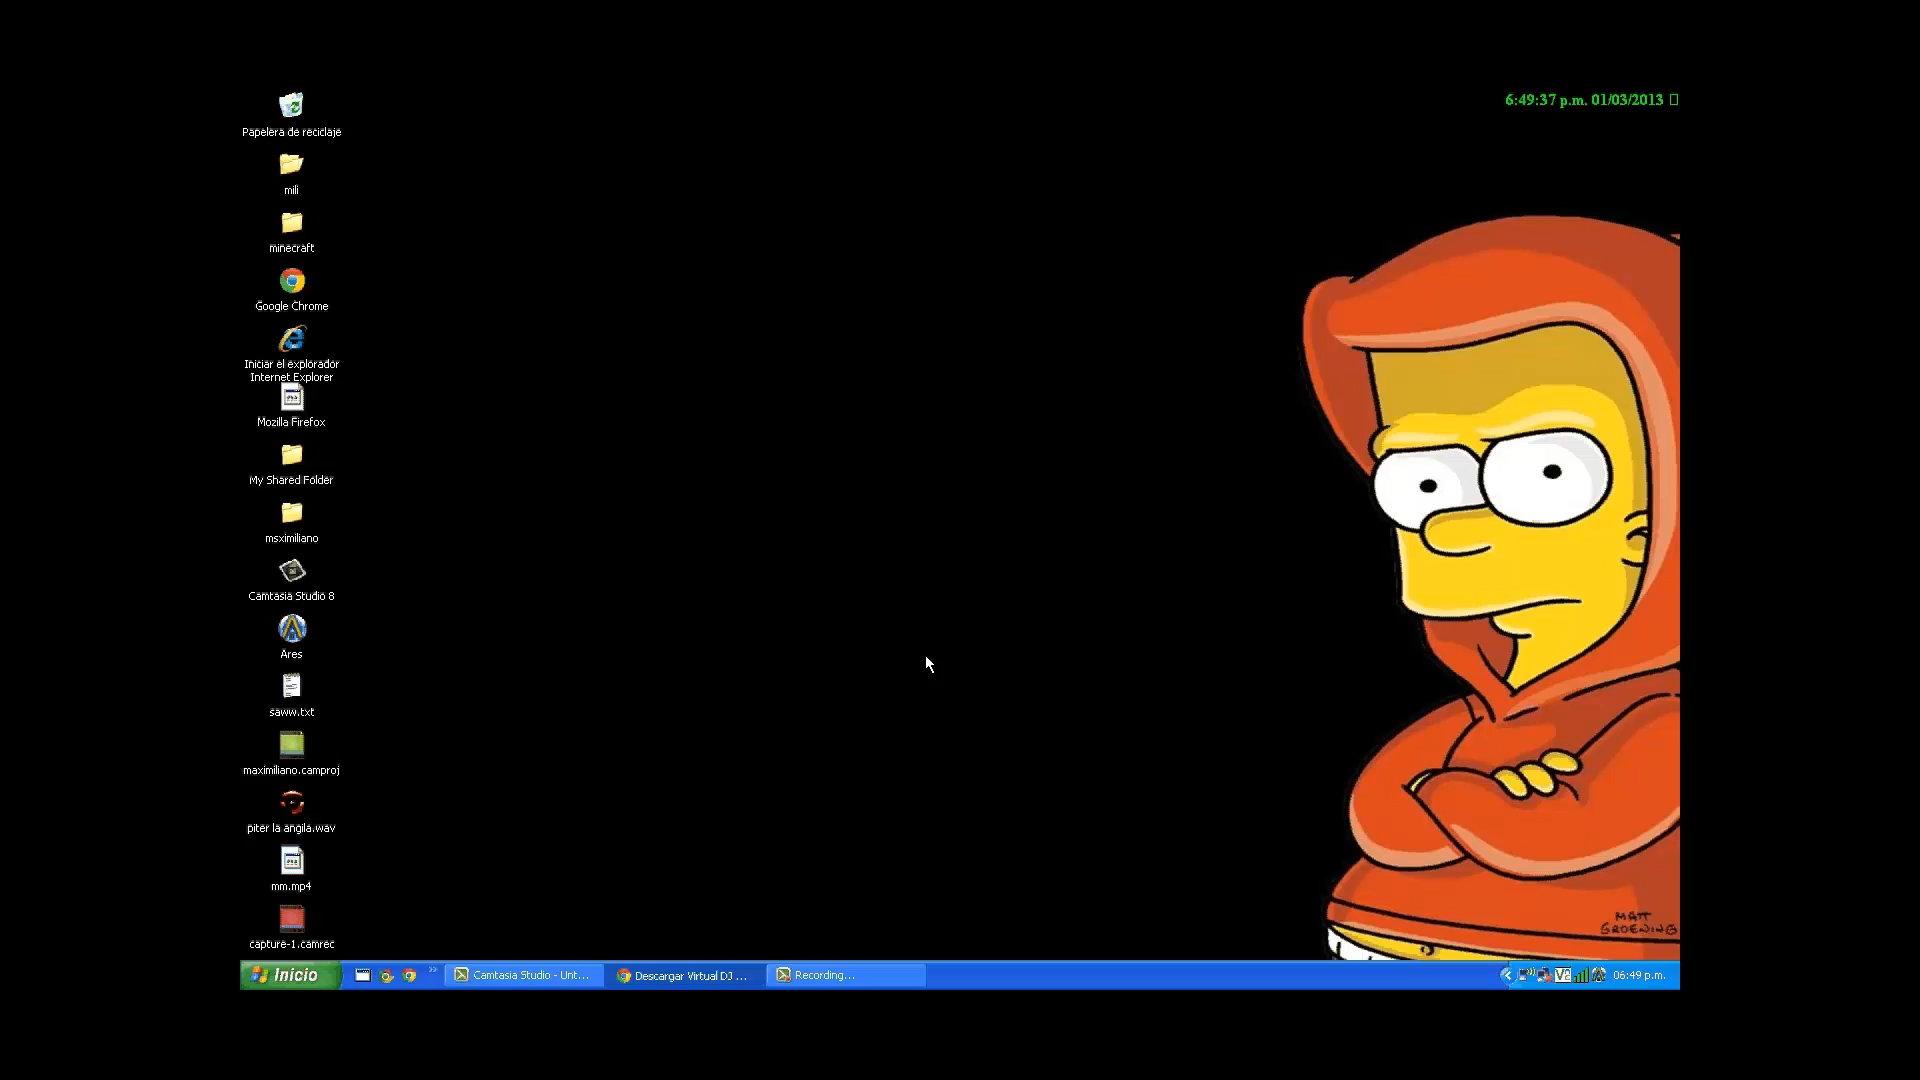 6:49:37 p.m. 01/03/2013
Papelera de reciclaje
mili
minecraft
Google Chrome
Iniciar el explorador
Internet Explorer
Mozilla Firefox
My Shared Folder
msximiliano
Camtasia Studio 8
Ares
saww.txt
maximiliano.camproj
piter la angila.wav
mm.mp4
capture-1.camrec
MATT
GROENING
Inicio
Camtasia Studio - Unt...
Descargar Virtual DJ ...
Recording...
V2
06:49 p.m.